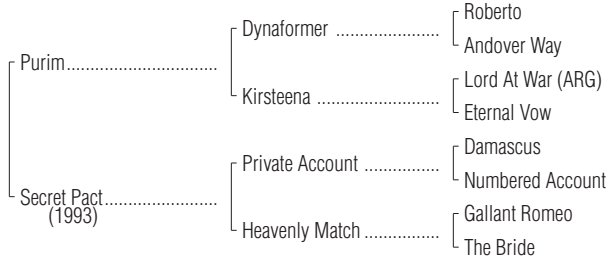 Roberto
Dynaformer ......................
Andover Way
Purim................................
Lord At War (ARG)
Kirsteena ..........................
Eternal Vow
Damascus
Private Account ................
Numbered Account
Secret Pact........................
(1993)
Gallant Romeo
Heavenly Match ................
The Bride